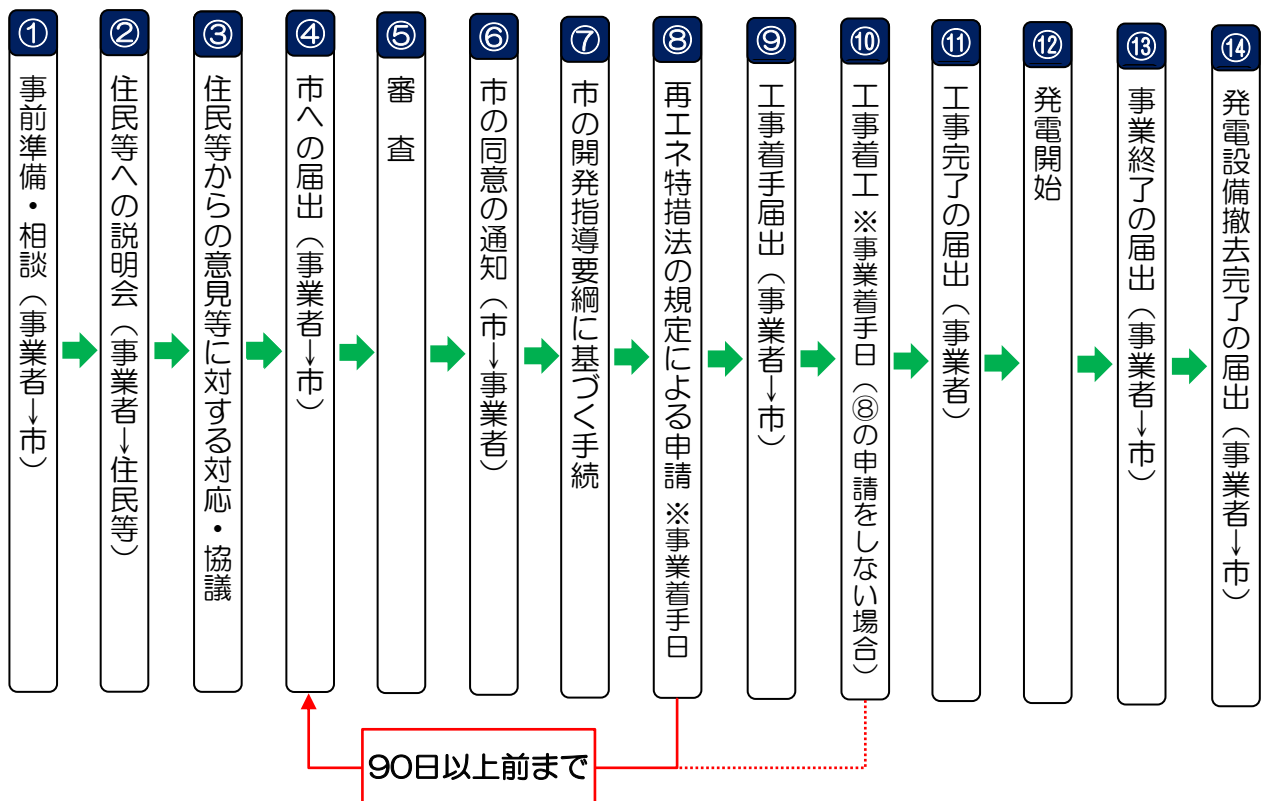 ①
事前準備・相談（事業者→市）
②
住民等への説明会（事業者→住民等）
③
住民等からの意見等に対する対応・協議
④
市への届出（事業者→市）
⑤
審　査
⑥
市の同意の通知（市→事業者）
⑦
市の開発指導要綱に基づく手続
⑧
再エネ特措法の規定による申請 ※事業着手日
⑨
工事着手届出（事業者→市）
⑩
工事着工 ※事業着手日（⑧の申請をしない場合）
⑪
工事完了の届出（事業者）
⑫
発電開始
⑬
事業終了の届出（事業者→市）
⑭
発電設備撤去完了の届出（事業者→市）
90日以上前まで